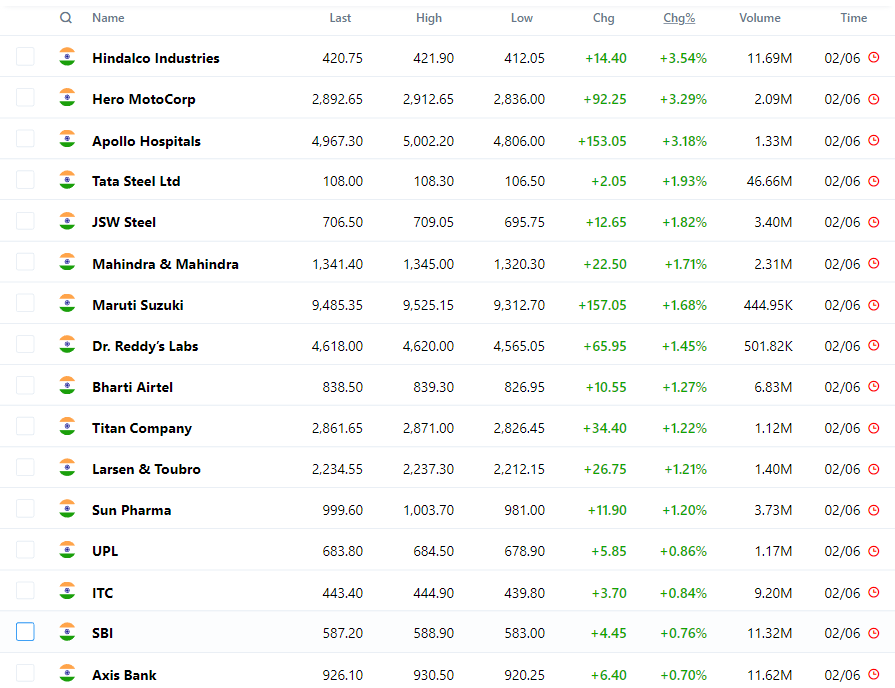 Name Last High Low Chg Chg% Volume Time
Hindalco Industries 420.75 421.90 412.05 +14.40 +3.54% 11.69M 02/06
Hero MotoCorp 2,892.65 2,912.65 2,836.00 +92.25 +3.29% 2.09M 02/06
Apollo Hospitals 4,967.30 5,002.20 4,806.00 +153.05 +3.18% 1.33M 02/06
Tata Steel Ltd 108.00 108.30 106.50 +2.05 +1.93% 46.66M 02/06
JSW Steel 706.50 709.05 695.75 +12.65 +1.82% 3.40M 02/06
Mahindra & Mahindra 1,341.40 1,345.00 1,320.30 +22.50 +1.71% 2.31M 02/06
Maruti Suzuki 9,485.35 9,525.15 9,312.70 +157.05 +1.68% 444.95K 02/06
Dr. Reddy’s Labs 4,618.00 4,620.00 4,565.05 +65.95 +1.45% 501.82K 02/06
Bharti Airtel 838.50 839.30 826.95 +10.55 +1.27% 6.83M 02/06
Titan Company 2,861.65 2,871.00 2,826.45 +34.40 +1.22% 1.12M 02/06
Larsen & Toubro 2,234.55 2,237.30 2,212.15 +26.75 +1.21% 1.40M 02/06
Sun Pharma 999.60 1,003.70 981.00 +11.90 +1.20% 3.73M 02/06
UPL 683.80 684.50 678.90 +5.85 +0.86% 1.17M 02/06
ITC 443.40 444.90 439.80 +3.70 +0.84% 9.20M 02/06
SBI 587.20 588.90 583.00 +4.45 +0.76% 11.32M 02/06
Axis Bank 926.10 930.50 920.25 +6.40 +0.70% 11.62M 02/06